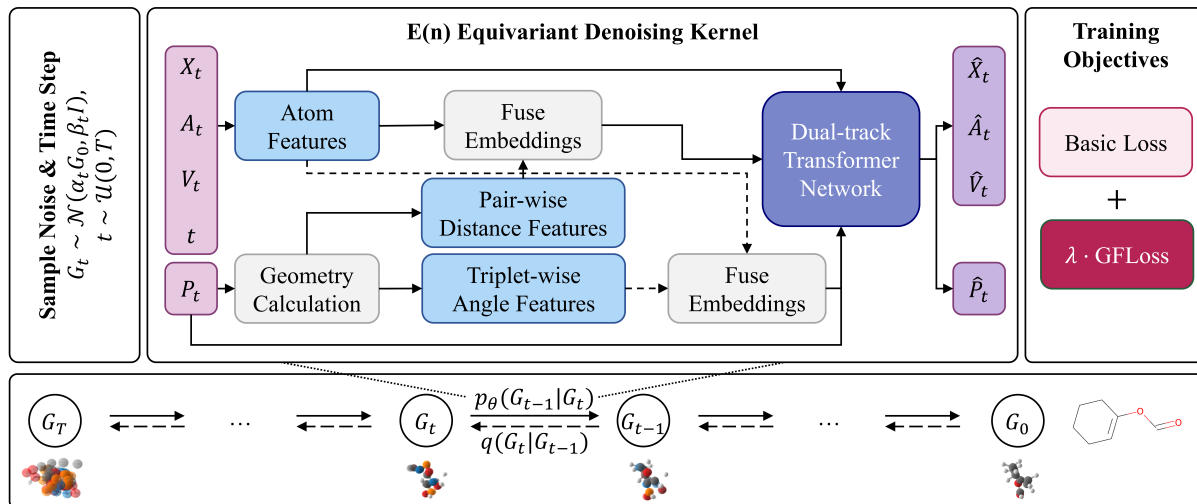 Sample Noise & Time Step
G_t ~ 𝒩(α_t G_0, β_t I),
t ~ 𝒰(0, T)
E(n) Equivariant Denoising Kernel
X_t
A_t
V_t
t
P_t
Atom
Features
Fuse
Embeddings
Pair-wise
Distance Features
Geometry
Calculation
Triplet-wise
Angle Features
Fuse
Embeddings
Dual-track
Transformer
Network
X̂_t
Â_t
V̂_t
P̂_t
Training
Objectives
Basic Loss
+
λ · GFLoss
G_T
...
G_t
p_θ(G_{t−1}|G_t)
q(G_t|G_{t−1})
G_{t−1}
...
G_0
O
O